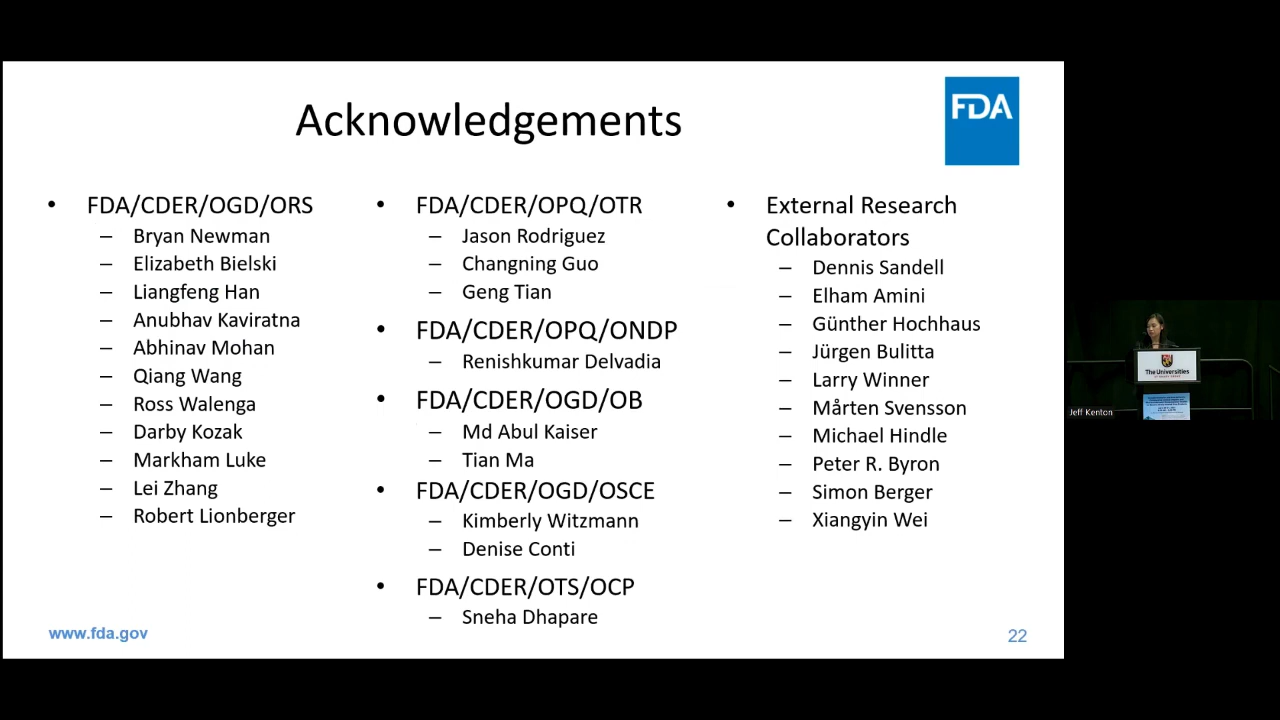 Acknowledgements
FDA
• FDA/CDER/OGD/ORS
– Bryan Newman
– Elizabeth Bielski
– Liangfeng Han
– Anubhav Kaviratna
– Abhinav Mohan
– Qiang Wang
– Ross Walenga
– Darby Kozak
– Markham Luke
– Lei Zhang
– Robert Lionberger
• FDA/CDER/OPQ/OTR
– Jason Rodriguez
– Changning Guo
– Geng Tian
• FDA/CDER/OPQ/ONDP
– Renishkumar Delvadia
• FDA/CDER/OGD/OB
– Md Abul Kaiser
– Tian Ma
• FDA/CDER/OGD/OSCE
– Kimberly Witzmann
– Denise Conti
• FDA/CDER/OTS/OCP
– Sneha Dhapare
• External Research
Collaborators
– Dennis Sandell
– Elham Amini
– Günther Hochhaus
– Jürgen Bulitta
– Larry Winner
– Mårten Svensson
– Michael Hindle
– Peter R. Byron
– Simon Berger
– Xiangyin Wei
www.fda.gov
22
The Universities
Jeff Kenton